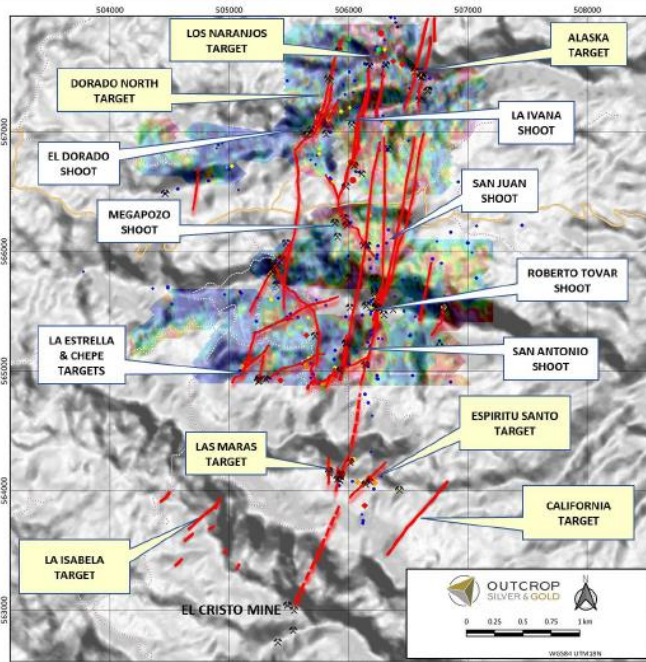 504000
505000
506000
507000
508000
LOS NARANJOS
TARGET
ALASKA
TARGET
DORADO NORTH
TARGET
LA IVANA
SHOOT
567000
EL DORADO
SHOOT
SAN JUAN
SHOOT
MEGAPOZO
SHOOT
566000
ROBERTO TOVAR
SHOOT
LA ESTRELLA
& CHEPE
TARGETS
SAN ANTONIO
SHOOT
565000
ESPIRITU SANTO
TARGET
LAS MARAS
TARGET
564000
CALIFORNIA
TARGET
LA ISABELA
TARGET
EL CRISTO MINE
563000
OUTCROP
SILVER & GOLD
N
0 0.25 0.5 0.75 1 km
WGS84 UTM18N